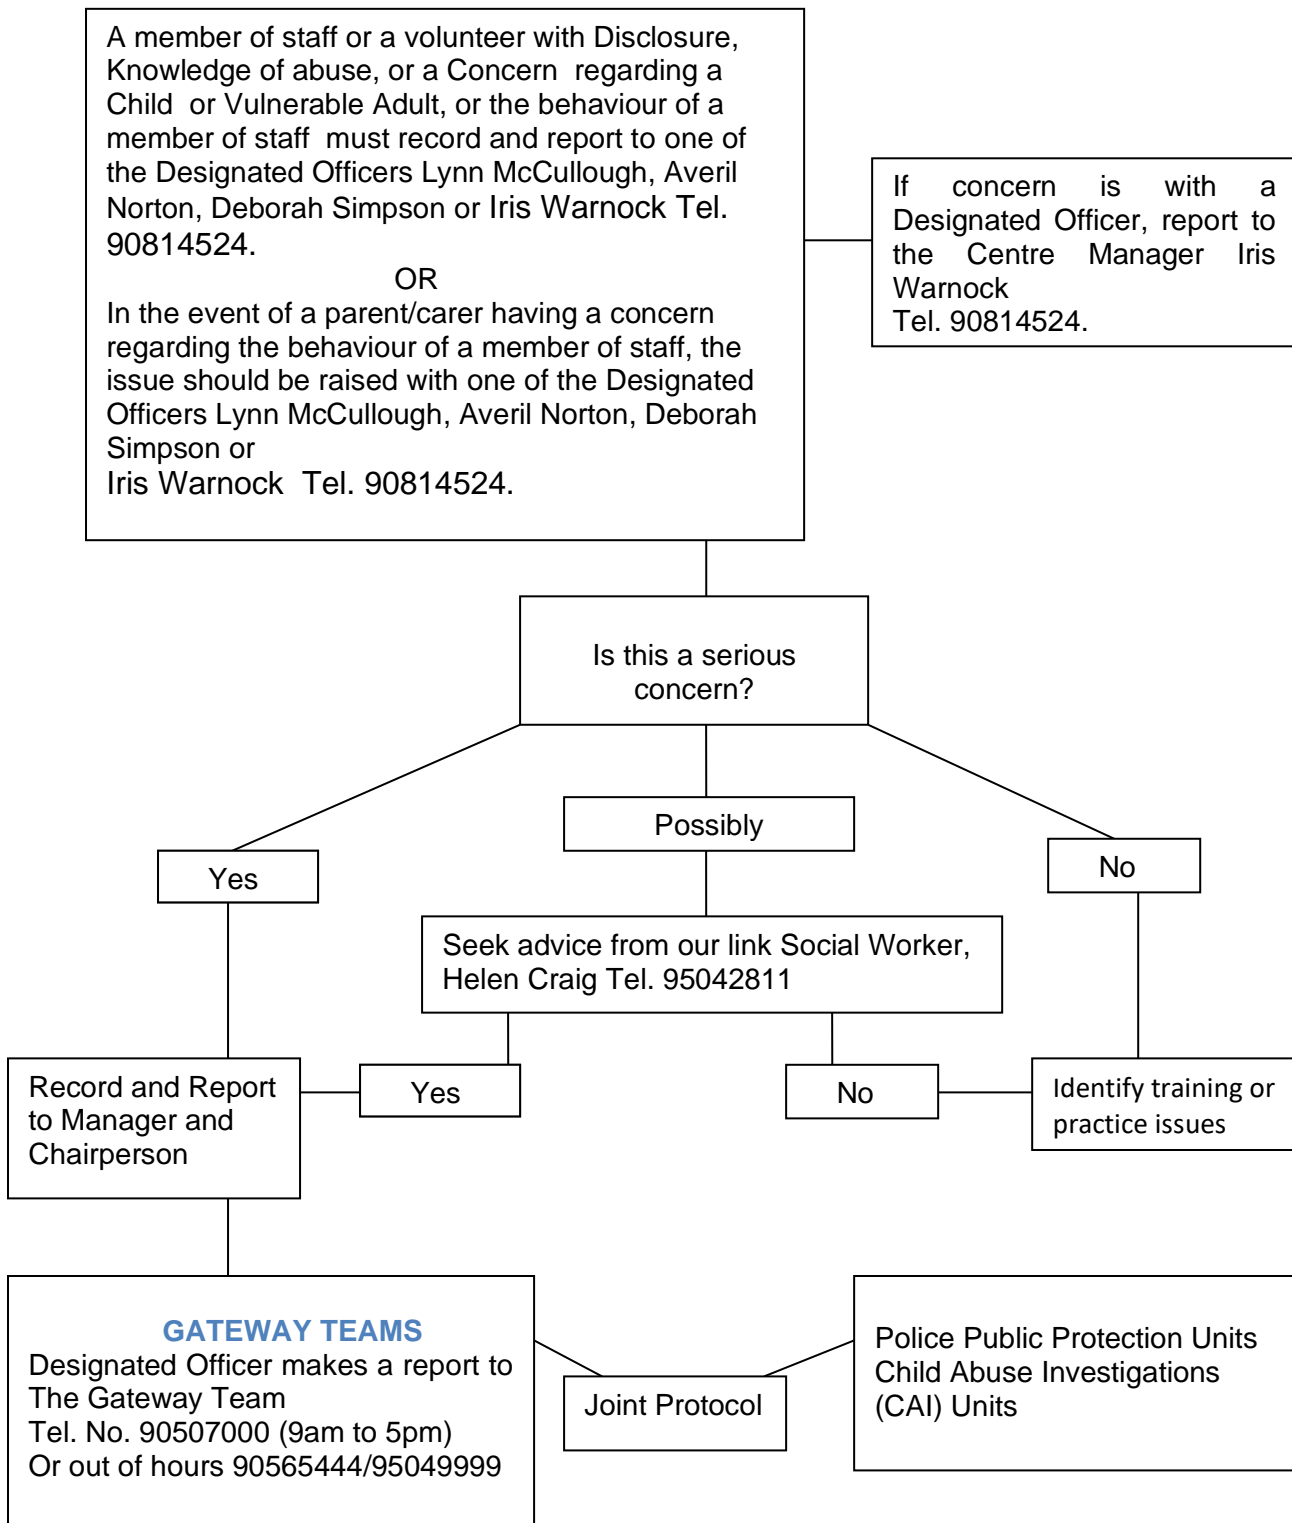 A member of staff or a volunteer with Disclosure,
Knowledge of abuse, or a Concern  regarding a
Child  or Vulnerable Adult, or the behaviour of a
member of staff  must record and report to one of
the Designated Officers Lynn McCullough, Averil
Norton, Deborah Simpson or Iris Warnock Tel.
90814524.
OR
In the event of a parent/carer having a concern
regarding the behaviour of a member of staff, the
issue should be raised with one of the Designated
Officers Lynn McCullough, Averil Norton, Deborah
Simpson or
Iris Warnock  Tel. 90814524.
If concern is with a
Designated Officer, report to
the Centre Manager Iris
Warnock
Tel. 90814524.
Is this a serious
concern?
Yes
Possibly
No
Seek advice from our link Social Worker,
Helen Craig Tel. 95042811
Record and Report
to Manager and
Chairperson
Yes
No
Identify training or
practice issues
GATEWAY TEAMS
Designated Officer makes a report to
The Gateway Team
Tel. No. 90507000 (9am to 5pm)
Or out of hours 90565444/95049999
Joint Protocol
Police Public Protection Units
Child Abuse Investigations
(CAI) Units